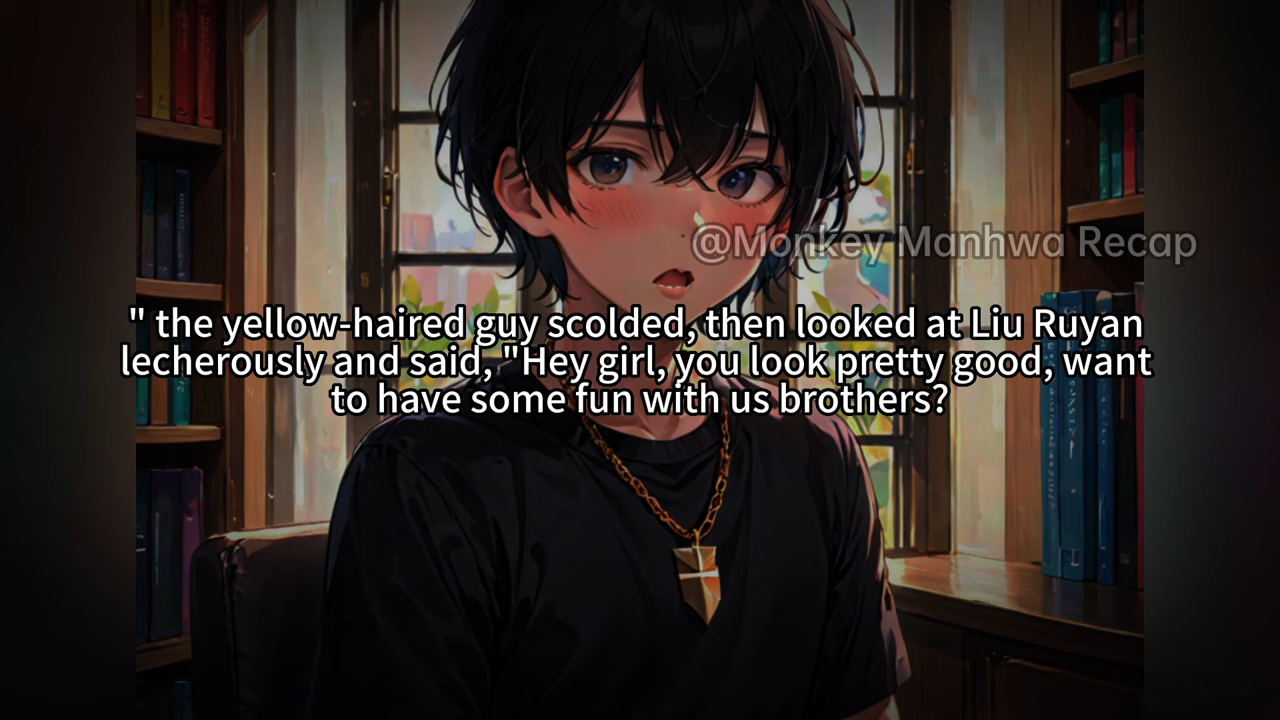 @Monkey Manhwa Recap
" the yellow-haired guy scolded, then looked at Liu Ruyan
lecherously and said, "Hey girl, you look pretty good, want
to have some fun with us brothers?